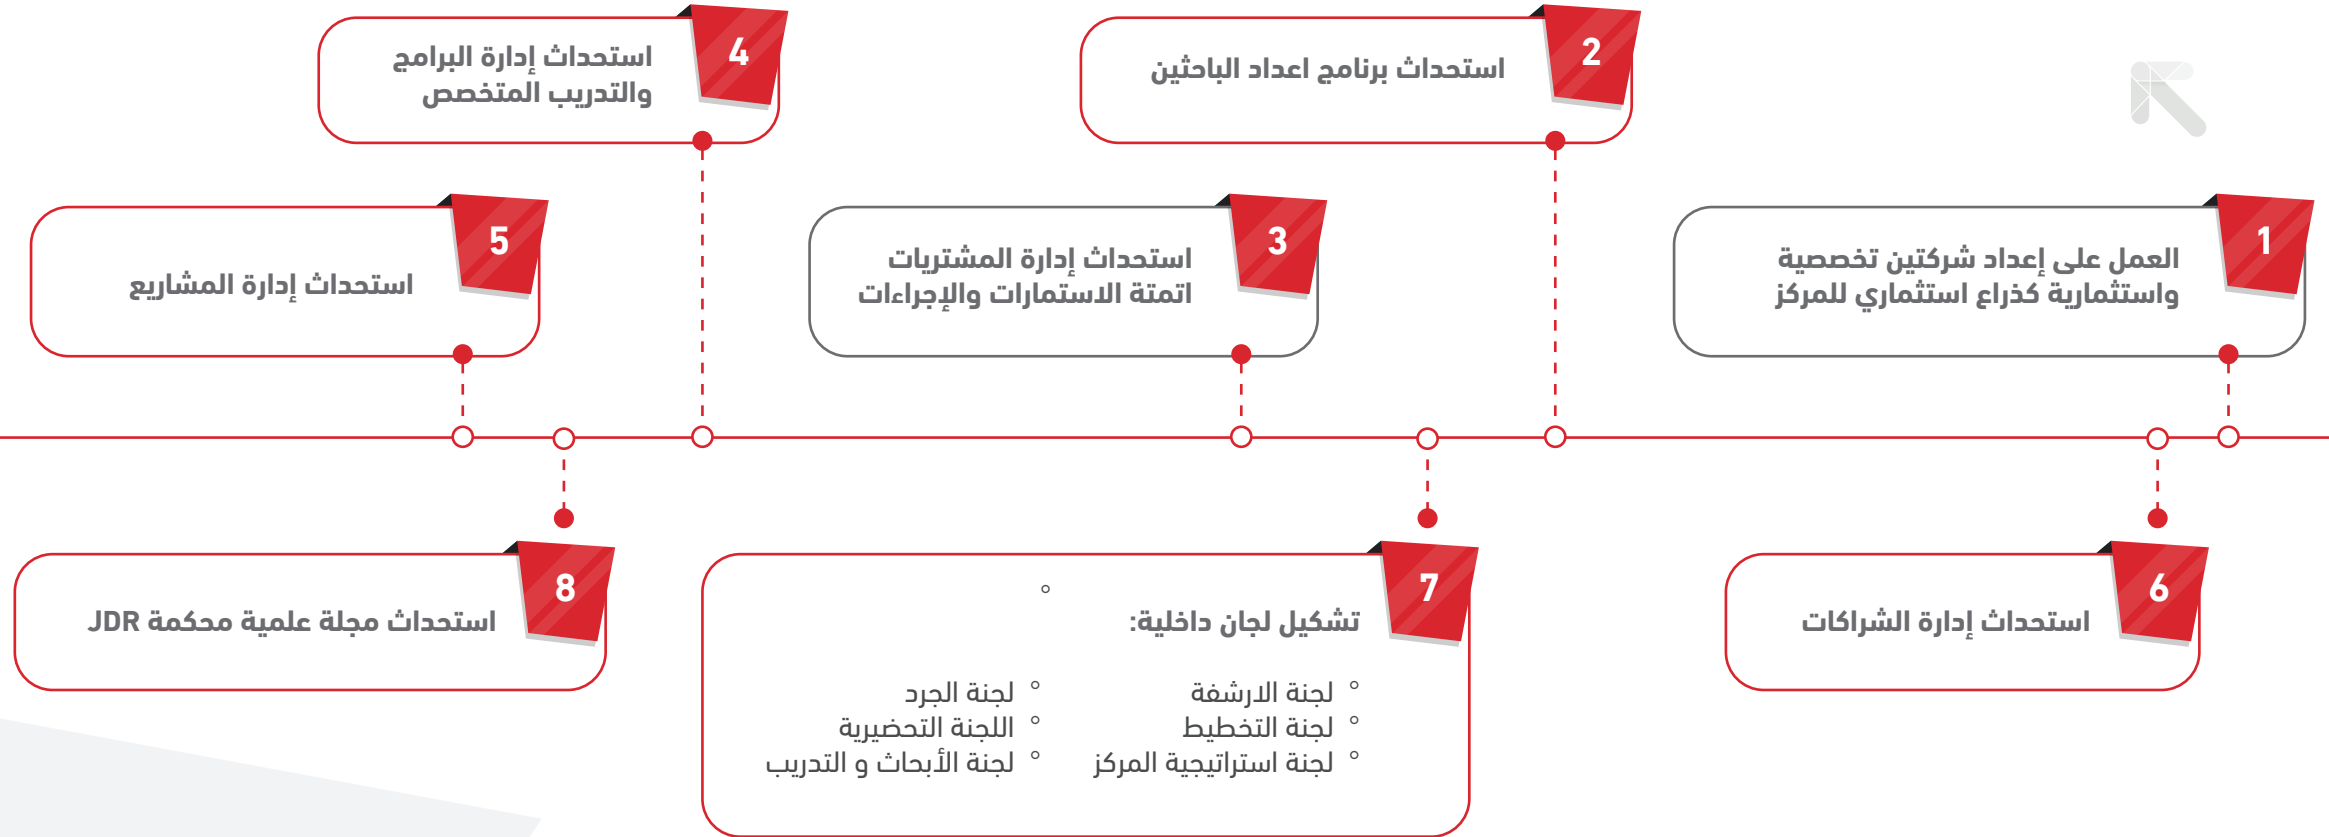 1
العمل على إعداد شركتين تخصصية
واستثمارية كذراع استثماري للمركز
2
استحداث برنامج اعداد الباحثين
3
استحداث إدارة المشتريات
اتمتة الاستمارات والإجراءات
4
استحداث إدارة البرامج
والتدريب المتخصص
5
استحداث إدارة المشاريع
6
استحداث إدارة الشراكات
7
تشكيل لجان داخلية:
° لجنة الارشفة
° لجنة التخطيط
° لجنة استراتيجية المركز
°
° لجنة الجرد
° اللجنة التحضيرية
° لجنة الأبحاث و التدريب
8
استحداث مجلة علمية محكمة JDR